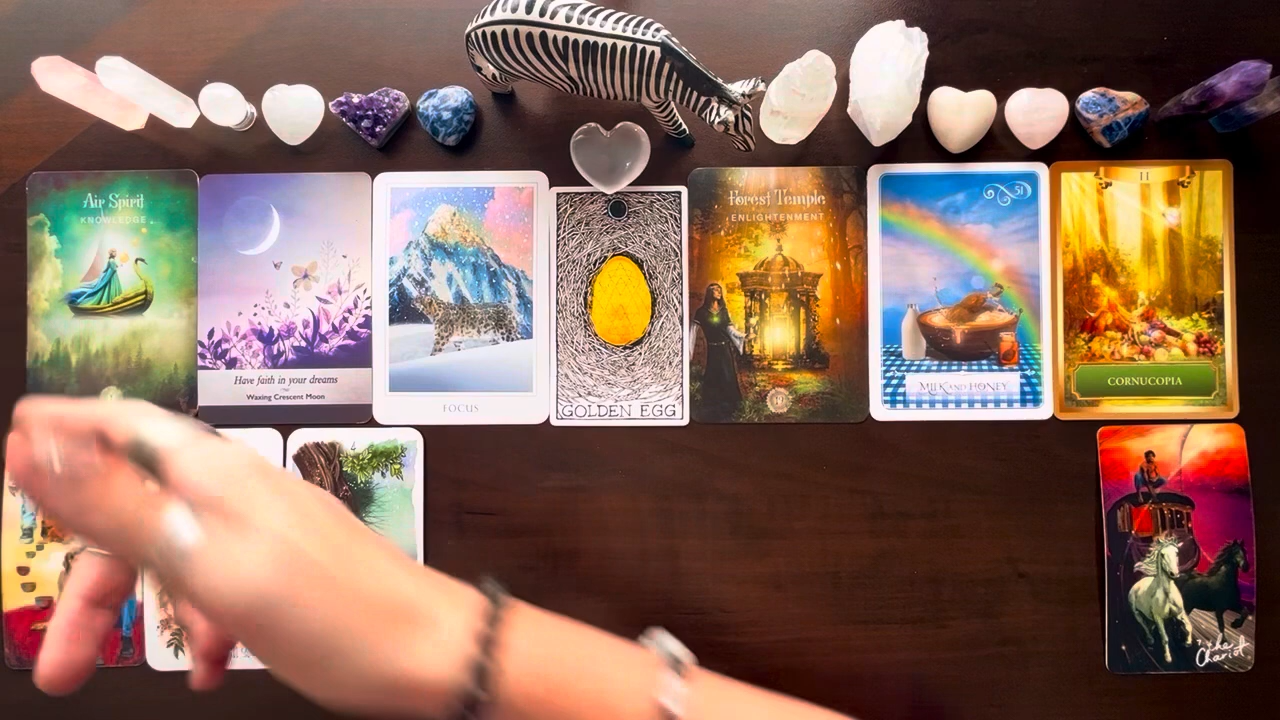 Air Spirit
KNOWLEDGE
Have faith in your dreams
Waxing Crescent Moon
FOCUS
GOLDEN EGG
Forest Temple
ENLIGHTENMENT
51
MILK AND HONEY
II
CORNUCOPIA
The
Chariot